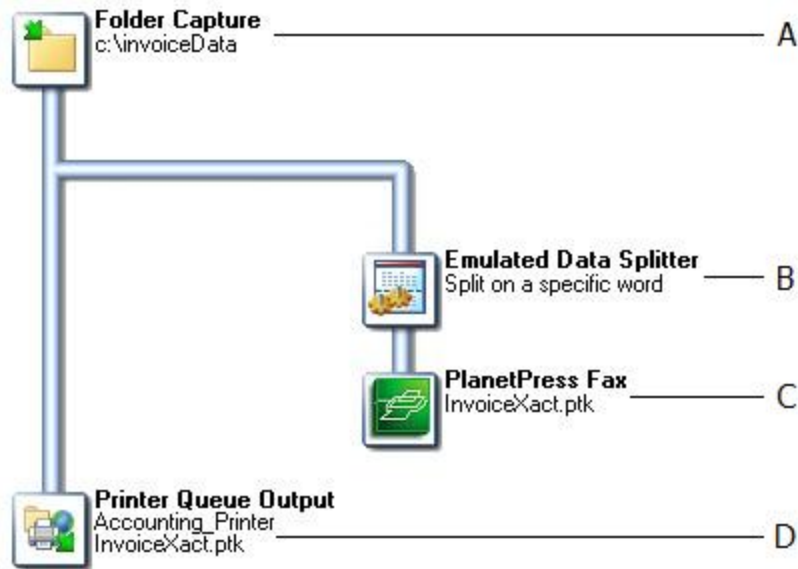 Folder Capture
c:\invoiceData
A
Emulated Data Splitter
Split on a specific word
B
PlanetPress Fax
InvoiceXact.ptk
C
Printer Queue Output
Accounting_Printer
InvoiceXact.ptk
D